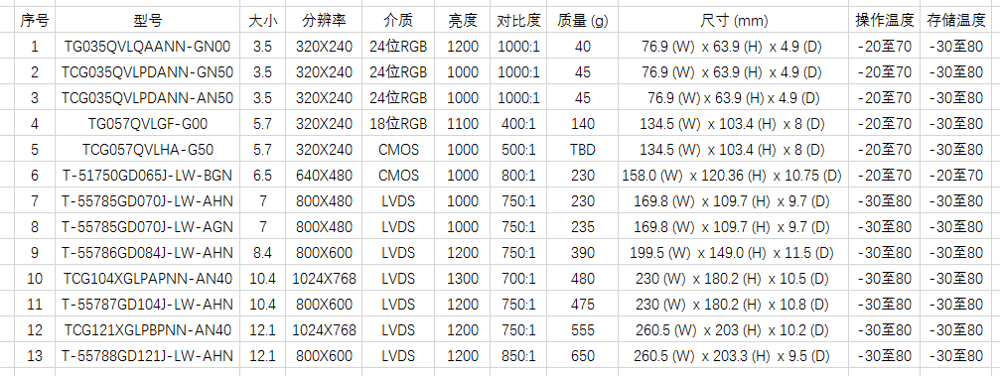 序号 型号 大小 分辨率 介质 亮度 对比度 质量 (g) 尺寸 (mm) 操作温度 存储温度
1 TG035QVLQAANN-GN00 3.5 320X240 24位RGB 1200 1000:1 40 76.9 (W) x 63.9 (H) x 4.9 (D) -20至70 -30至80
2 TCG035QVLPDANN-GN50 3.5 320X240 24位RGB 1000 1000:1 45 76.9 (W) x 63.9 (H) x 4.9 (D) -20至70 -30至80
3 TCG035QVLPDANN-AN50 3.5 320X240 24位RGB 1000 1000:1 45 76.9 (W) x 63.9 (H) x 4.9 (D) -20至70 -30至80
4 TG057QVLGF-G00 5.7 320X240 18位RGB 1100 400:1 140 134.5 (W) x 103.4 (H) x 8 (D) -20至70 -30至80
5 TCG057QVLHA-G50 5.7 320X240 CMOS 1000 500:1 TBD 134.5 (W) x 103.4 (H) x 8 (D) -20至70 -30至80
6 T-51750GD065J-LW-BGN 6.5 640X480 CMOS 1000 800:1 230 158.0 (W) x 120.36 (H) x 10.75 (D) -20至70 -20至70
7 T-55785GD070J-LW-AHN 7 800X480 LVDS 1000 750:1 230 169.8 (W) x 109.7 (H) x 9.7 (D) -30至80 -30至80
8 T-55785GD070J-LW-AGN 7 800X480 LVDS 1000 750:1 235 169.8 (W) x 109.7 (H) x 9.7 (D) -30至80 -30至80
9 T-55786GD084J-LW-AHN 8.4 800X600 LVDS 1200 750:1 390 199.5 (W) x 149.0 (H) x 11.5 (D) -30至80 -30至80
10 TCG104XGLPAPNN-AN40 10.4 1024X768 LVDS 1300 700:1 480 230 (W) x 180.2 (H) x 10.5 (D) -30至80 -30至80
11 T-55787GD104J-LW-AHN 10.4 800X600 LVDS 1200 750:1 475 230 (W) x 180.2 (H) x 10.8 (D) -30至80 -30至80
12 TCG121XGLPBPNN-AN40 12.1 1024X768 LVDS 1200 750:1 555 260.5 (W) x 203 (H) x 10.2 (D) -30至80 -30至80
13 T-55788GD121J-LW-AHN 12.1 800X600 LVDS 1200 850:1 650 260.5 (W) x 203.3 (H) x 9.5 (D) -30至80 -30至80